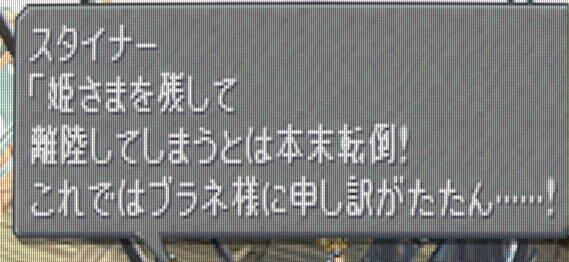 スタイナー
「姫さまを残して
離陸してしまうとは本末転倒!
これではブラネ様に申し訳がたたん……!